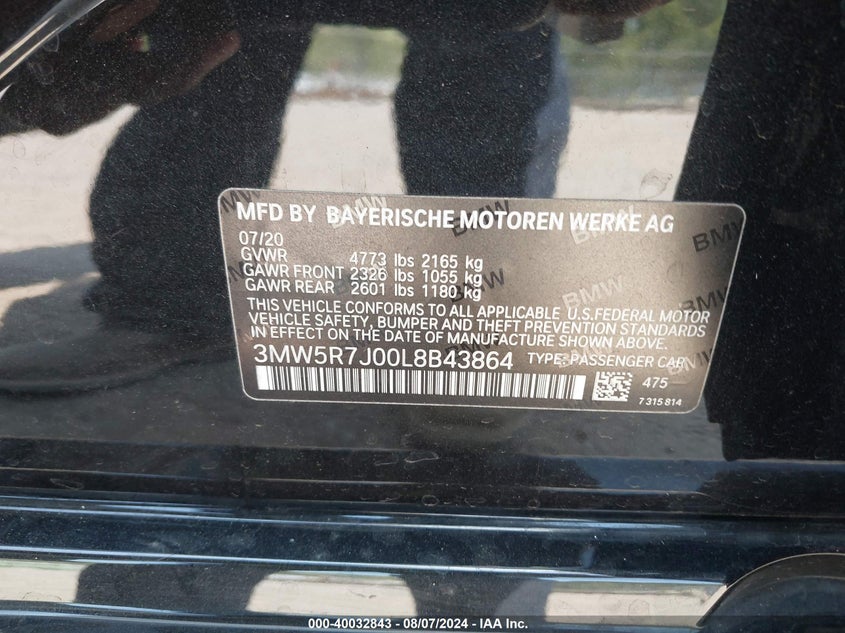 MFD BY BAYERISCHE MOTOREN WERKE AG
07/20
GVWR 4773 lbs 2165 kg
GAWR FRONT 2326 lbs 1055 kg
GAWR REAR 2601 lbs 1180 kg
THIS VEHICLE CONFORMS TO ALL APPLICABLE U.S.FEDERAL MOTOR
VEHICLE SAFETY, BUMPER AND THEFT PREVENTION STANDARDS
IN EFFECT ON THE DATE OF MANUFACTURE SHOWN ABOVE.
3MW5R7J00L8B43864 TYPE: PASSENGER CAR
475
7 315 814
000-40032843 - 08/07/2024 - IAA Inc.